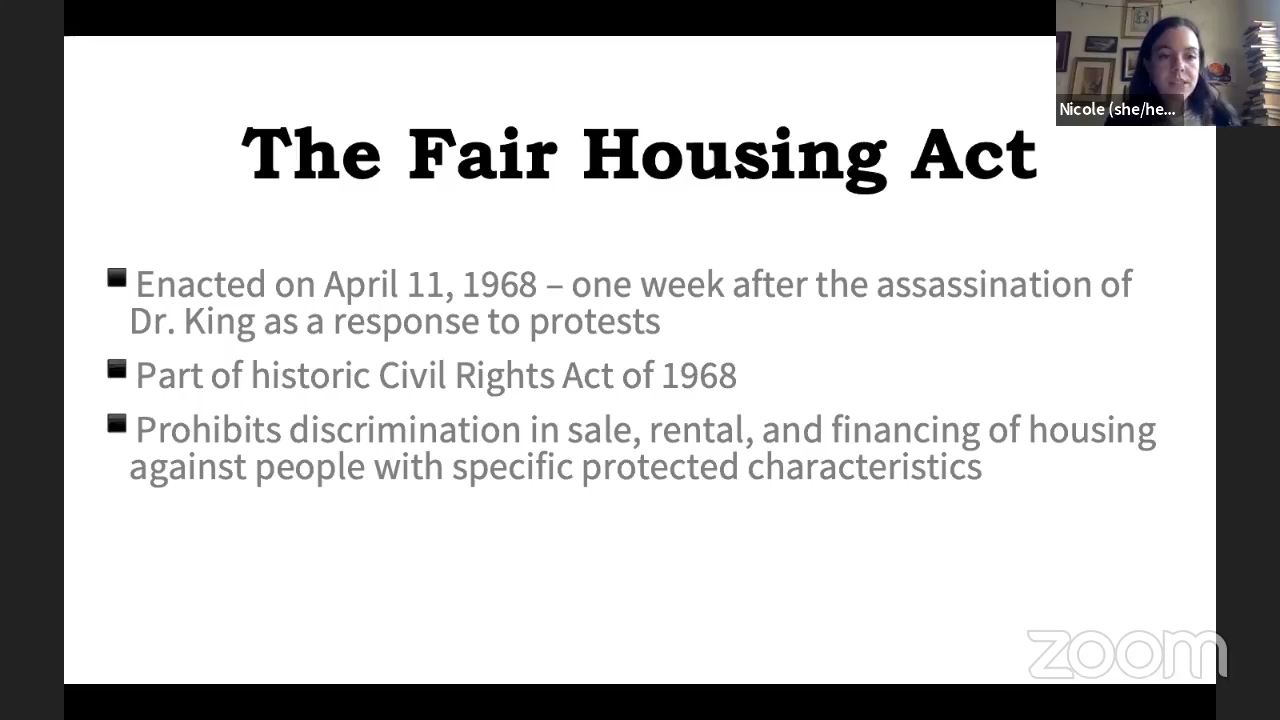 Nicole (she/he...
The Fair Housing Act
Enacted on April 11, 1968 – one week after the assassination of
Dr. King as a response to protests
Part of historic Civil Rights Act of 1968
Prohibits discrimination in sale, rental, and financing of housing
against people with specific protected characteristics
zoom